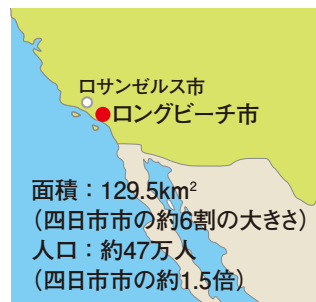 ロサンゼルス市
ロングビーチ市
面積：129.5km²
（四日市市の約6割の大きさ）
人口：約47万人
（四日市市の約1.5倍）